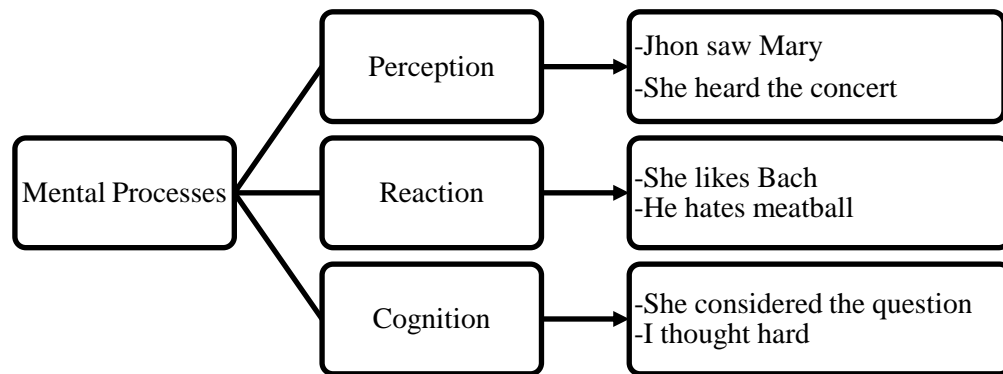 Mental Processes
Perception
-Jhon saw Mary
-She heard the concert
Reaction
-She likes Bach
-He hates meatball
Cognition
-She considered the question
-I thought hard